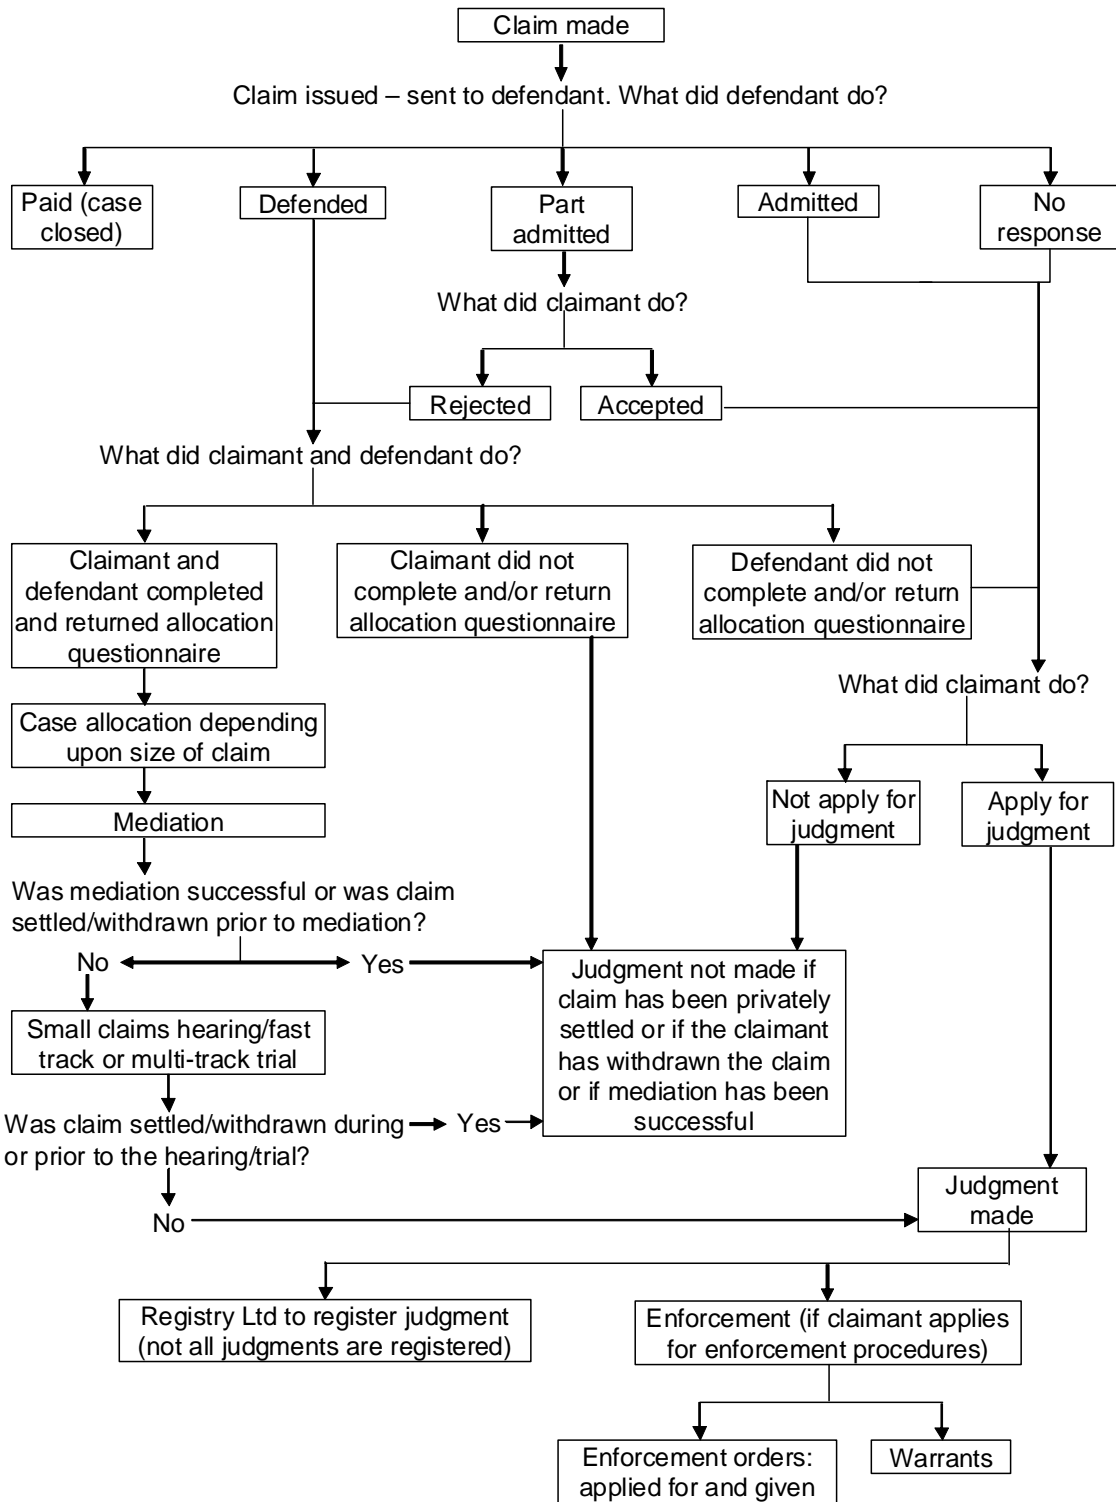 Claim made
Claim issued – sent to defendant. What did defendant do?
Paid (case
closed)
Defended
Part
admitted
Admitted
No
response
What did claimant do?
Rejected
Accepted
What did claimant and defendant do?
Claimant and
defendant completed
and returned allocation
questionnaire
Claimant did not
complete and/or return
allocation questionnaire
Defendant did not
complete and/or return
allocation questionnaire
What did claimant do?
Case allocation depending
upon size of claim
Not apply for
judgment
Apply for
judgment
Mediation
Was mediation successful or was claim
settled/withdrawn prior to mediation?
No
Yes
Judgment not made if
claim has been privately
settled or if the claimant
has withdrawn the claim
or if mediation has been
successful
Small claims hearing/fast
track or multi-track trial
Was claim settled/withdrawn during
or prior to the hearing/trial?
Yes
No
Judgment
made
Registry Ltd to register judgment
(not all judgments are registered)
Enforcement (if claimant applies
for enforcement procedures)
Enforcement orders:
applied for and given
Warrants